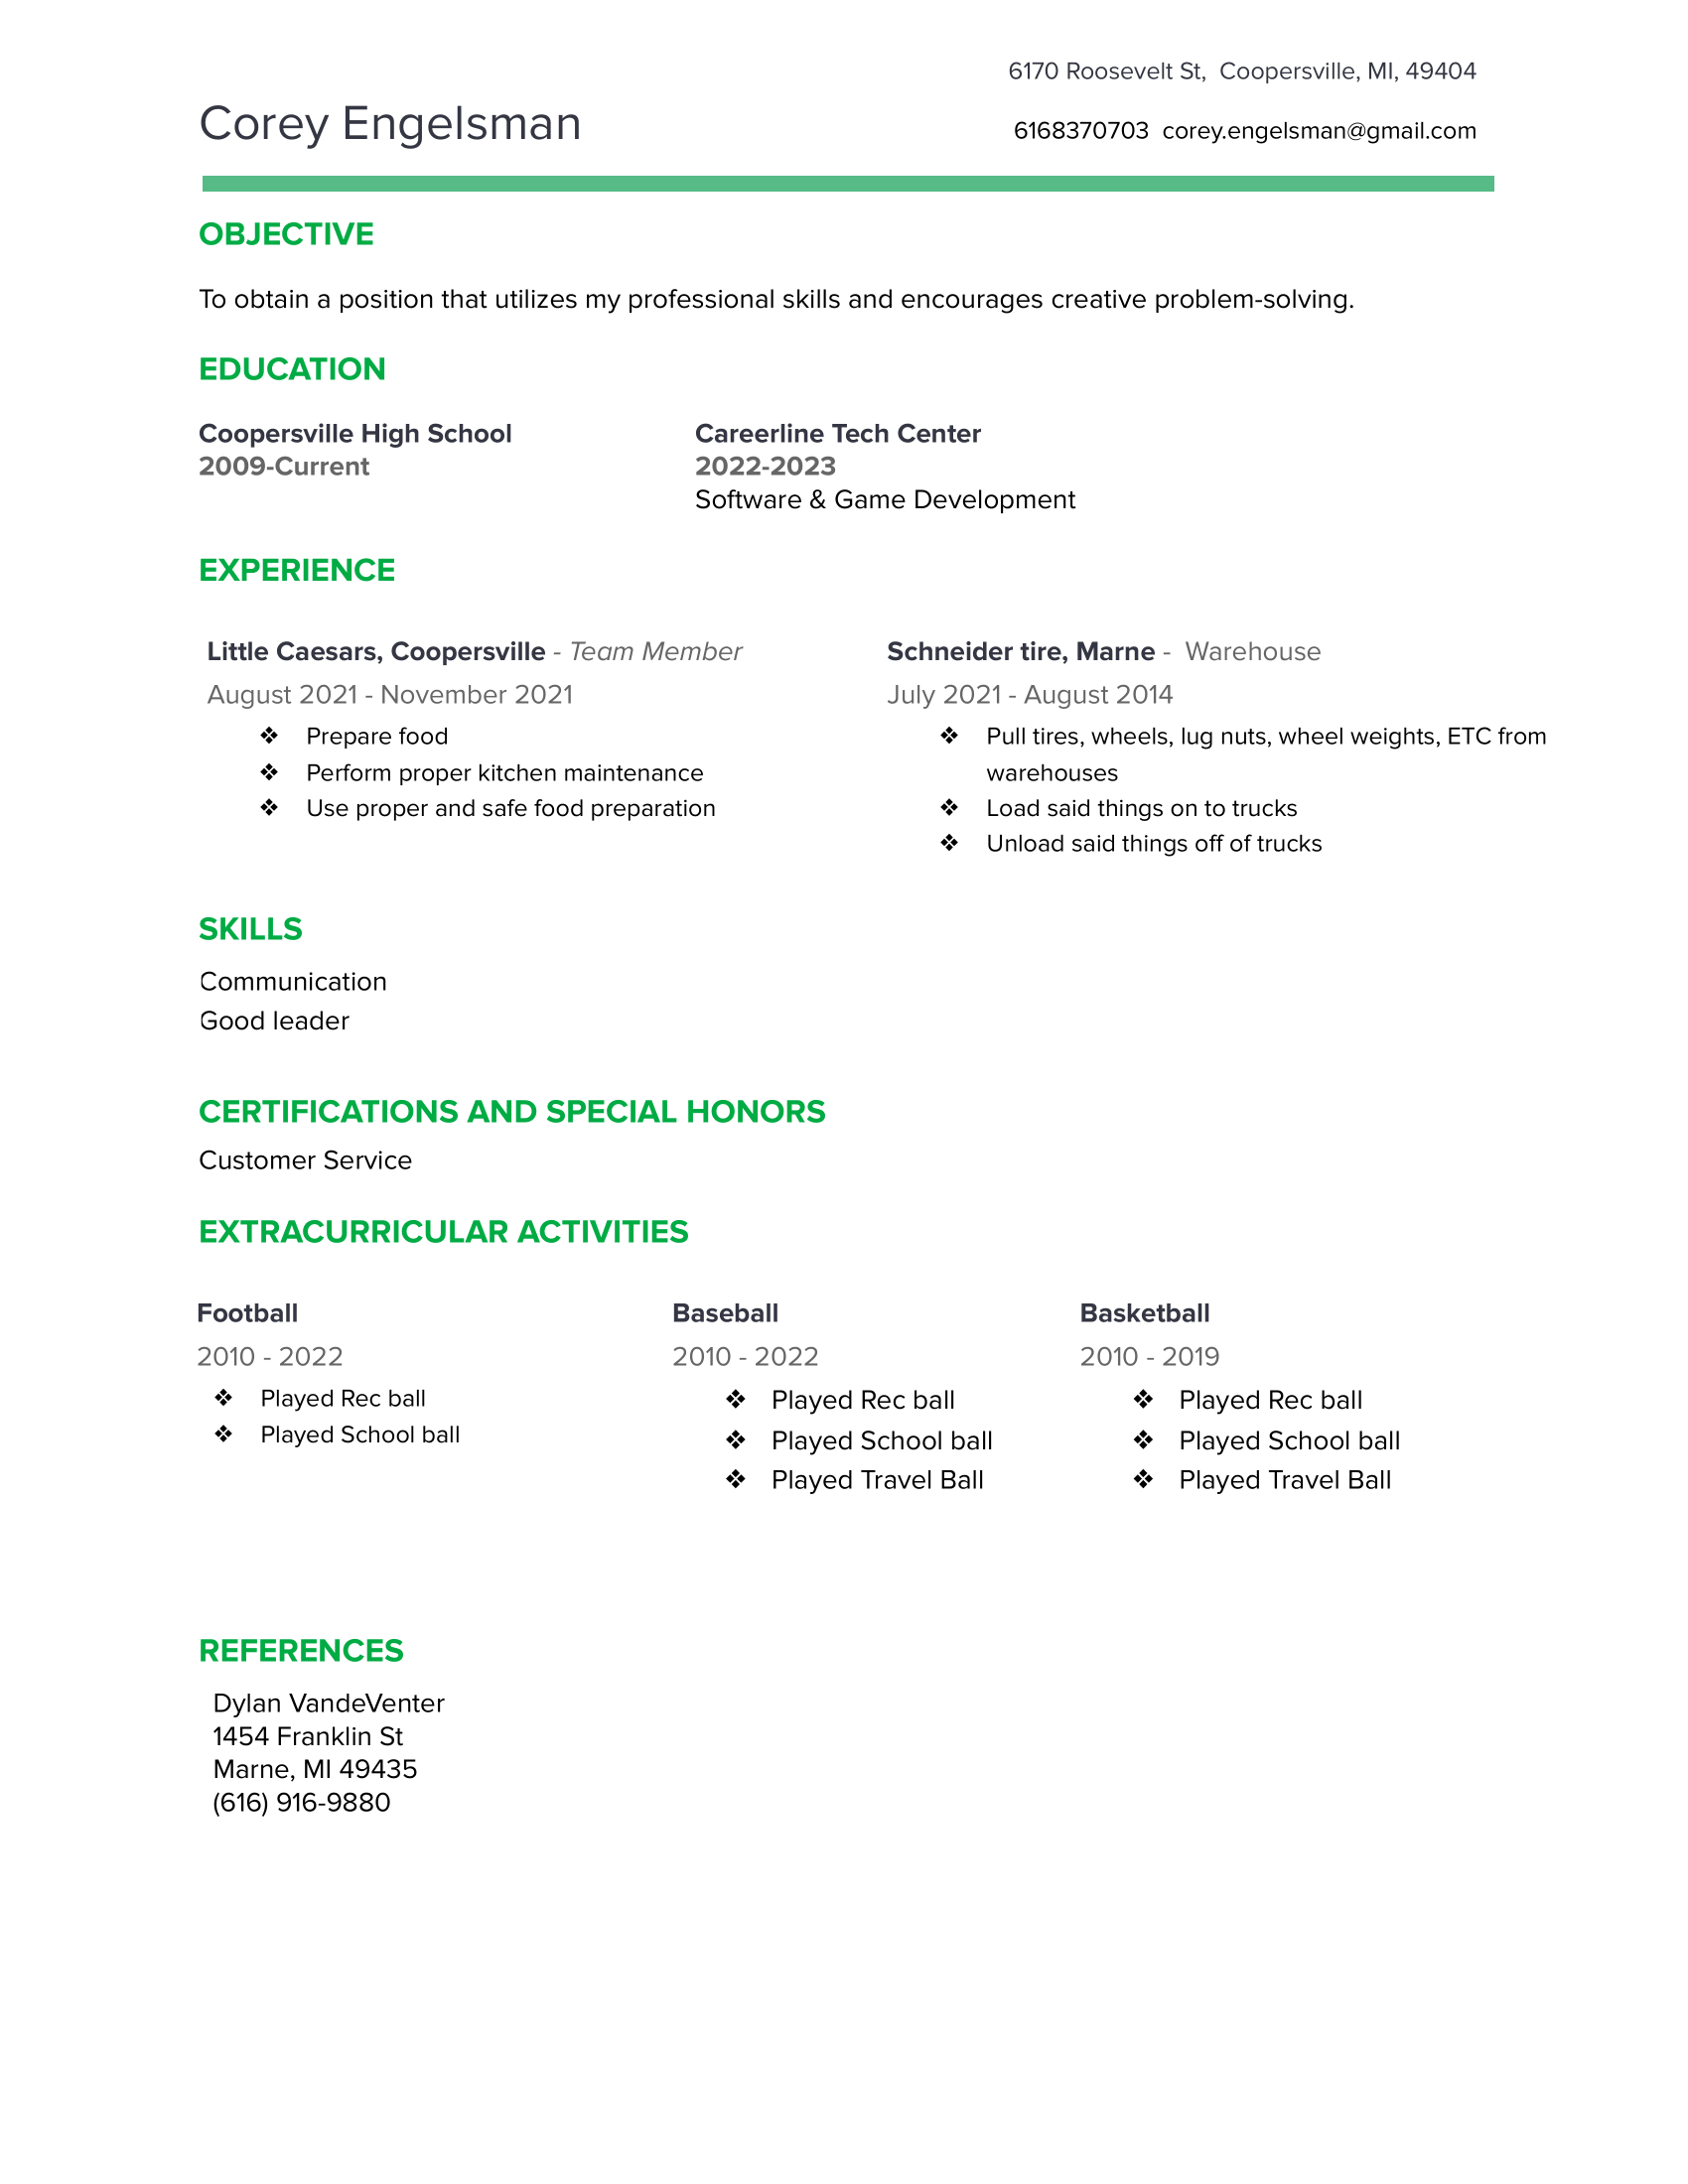 6170 Roosevelt St,  Coopersville, MI, 49404
Corey Engelsman
6168370703  corey.engelsman@gmail.com
OBJECTIVE
To obtain a position that utilizes my professional skills and encourages creative problem-solving.
EDUCATION
Coopersville High School
2009-Current
Careerline Tech Center
2022-2023
Software & Game Development
EXPERIENCE
Little Caesars, Coopersville - Team Member
August 2021 - November 2021
❖ Prepare food
❖ Perform proper kitchen maintenance
❖ Use proper and safe food preparation
Schneider tire, Marne -  Warehouse
July 2021 - August 2014
❖ Pull tires, wheels, lug nuts, wheel weights, ETC from
warehouses
❖ Load said things on to trucks
❖ Unload said things off of trucks
SKILLS
Communication
Good leader
CERTIFICATIONS AND SPECIAL HONORS
Customer Service
EXTRACURRICULAR ACTIVITIES
Football
2010 - 2022
❖ Played Rec ball
❖ Played School ball
Baseball
2010 - 2022
❖ Played Rec ball
❖ Played School ball
❖ Played Travel Ball
Basketball
2010 - 2019
❖ Played Rec ball
❖ Played School ball
❖ Played Travel Ball
REFERENCES
Dylan VandeVenter
1454 Franklin St
Marne, MI 49435
(616) 916-9880